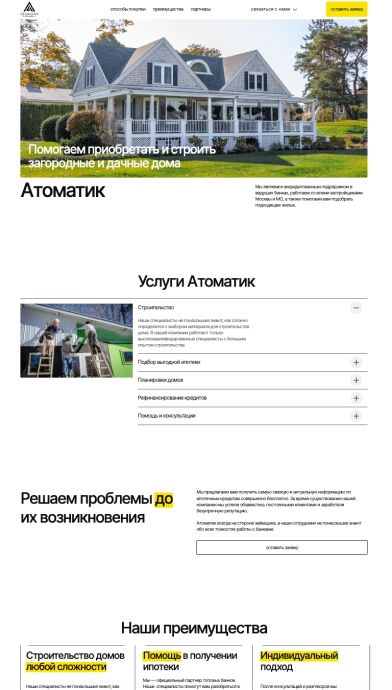 способы покупки преимущества партнеры связаться с нами оставить заявку
Помогаем приобретать и строить
загородные и дачные дома
Атоматик
Мы являемся аккредитованным подрядчиком в
ведущих банках, работаем со всеми застройщиками
Москвы и МО, а также поможем вам подобрать
подходящее жилье.
Услуги Атоматик
Строительство
Наши специалисты не понаслышке знают, как сложно
определится с выбором материала для строительства
дома. В нашей компании работают только
высококвалифицированные специалисты с большим
опытом строительства.
Подбор выгодной ипотеки
Планировки домов
Рефинансирование кредитов
Помощь и консультации
Решаем проблемы до
их возникновения
Мы предлагаем вам получить самую свежую и актуальную информацию по
ипотечным кредитам совершенно бесплатно. За время существования нашей
компании мы успели обзавестись постоянными клиентами и заработали
безупречную репутацию.
Атоматик всегда на стороне заёмщика, а наши сотрудники не понаслышке знают
обо всех тонкостях работы с банками.
оставить заявку
Наши преимущества
Строительство домов
любой сложности
Наши специалисты не понаслышке знают, как
Помощь в получении
ипотеки
Мы — официальный партнер топовых банков.
Наши специалисты помогут вам разобраться в
Индивидуальный
подход
После консультаций и разговоров мы